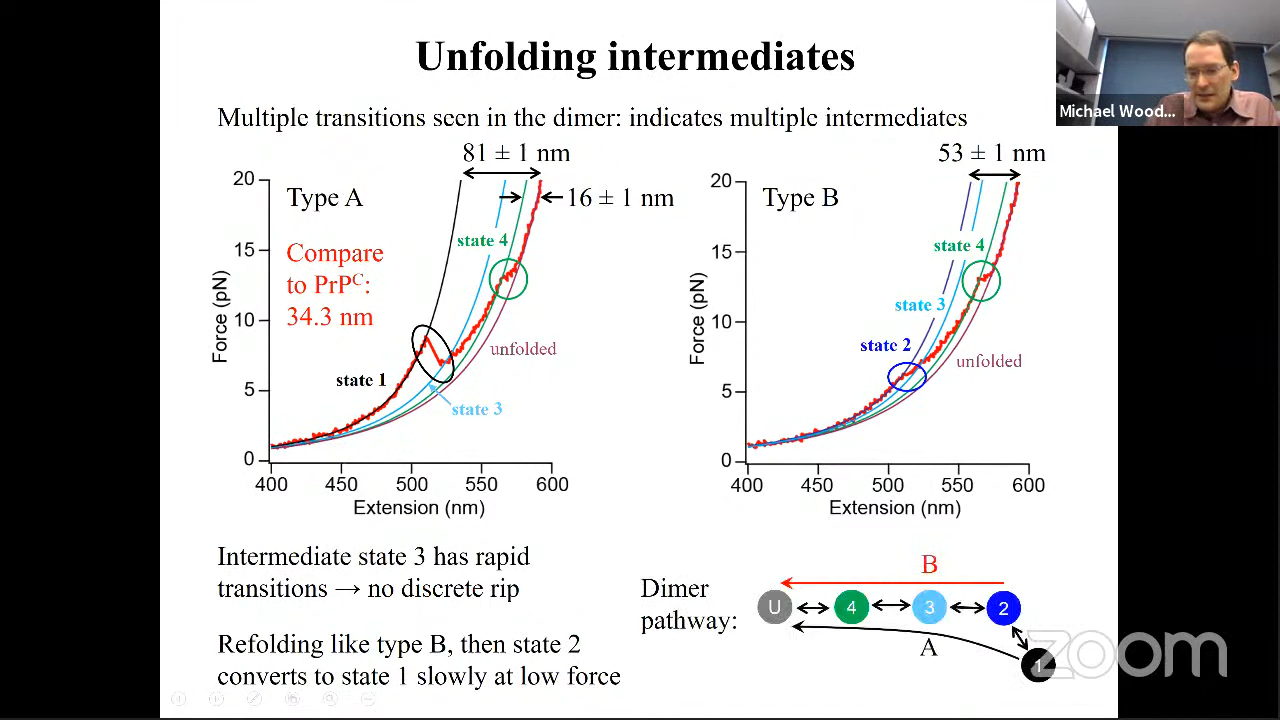 Unfolding intermediates
Michael Wood...
Multiple transitions seen in the dimer: indicates multiple intermediates
81 ± 1 nm
16 ± 1 nm
Type A
Compare
to PrPᶜ:
34.3 nm
state 4
unfolded
state 1
state 3
20
15
10
5
0
Force (pN)
400 450 500 550 600
Extension (nm)
53 ± 1 nm
Type B
state 4
state 3
state 2
unfolded
20
15
10
5
0
Force (pN)
400 450 500 550 600
Extension (nm)
Intermediate state 3 has rapid
transitions → no discrete rip
Refolding like type B, then state 2
converts to state 1 slowly at low force
Dimer
pathway:
B
U 4 3 2
A
1
zoom